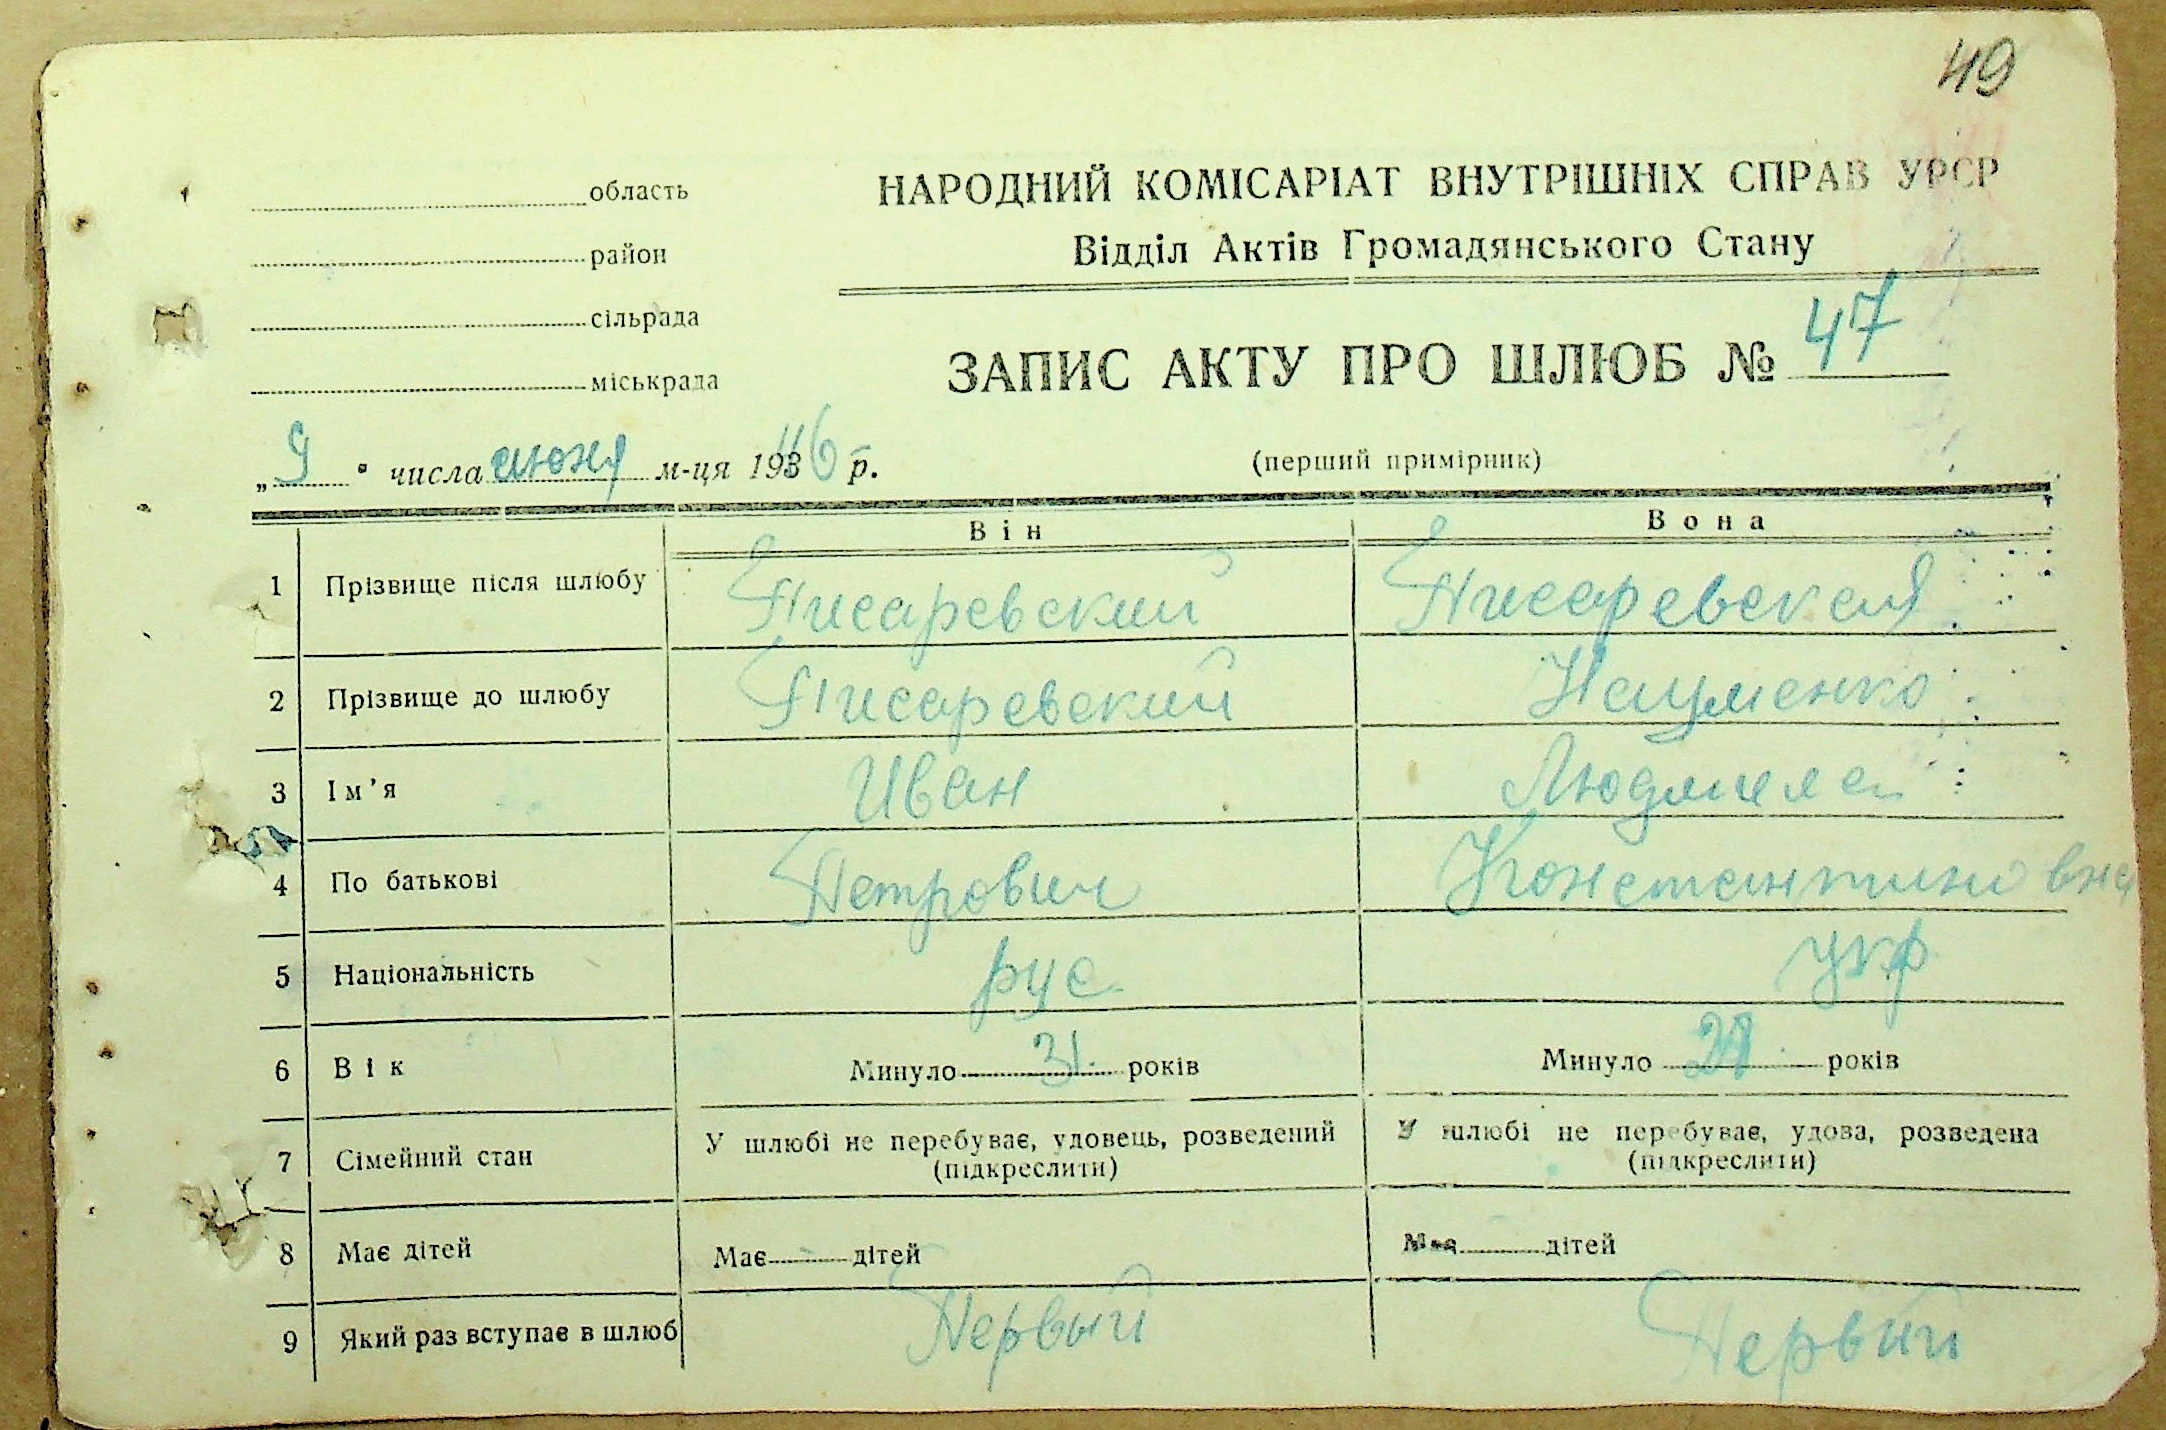 49
область
район
сільрада
міськрада
НАРОДНИЙ КОМІСАРІАТ ВНУТРІШНІХ СПРАВ УРСР
Відділ Актів Громадянського Стану
ЗАПИС АКТУ ПРО ШЛЮБ № 47
„ 9 " числа июня м-ця 1946 р.
(перший примірник)
Він Вона
1 Прізвище після шлюбу Писаревский Писаревская
2 Прізвище до шлюбу Писаревский Науменко
3 Ім'я Иван Людмила
4 По батькові Петрович Константиновна
5 Національність рус. укр
6 Вік Минуло 31 років Минуло років
7 Сімейний стан У шлюбі не перебуває, удовець, розведений (підкреслити) У шлюбі не перебуває, удова, розведена (підкреслити)
8 Має дітей Має - дітей Має дітей
9 Який раз вступає в шлюб Первый Первый